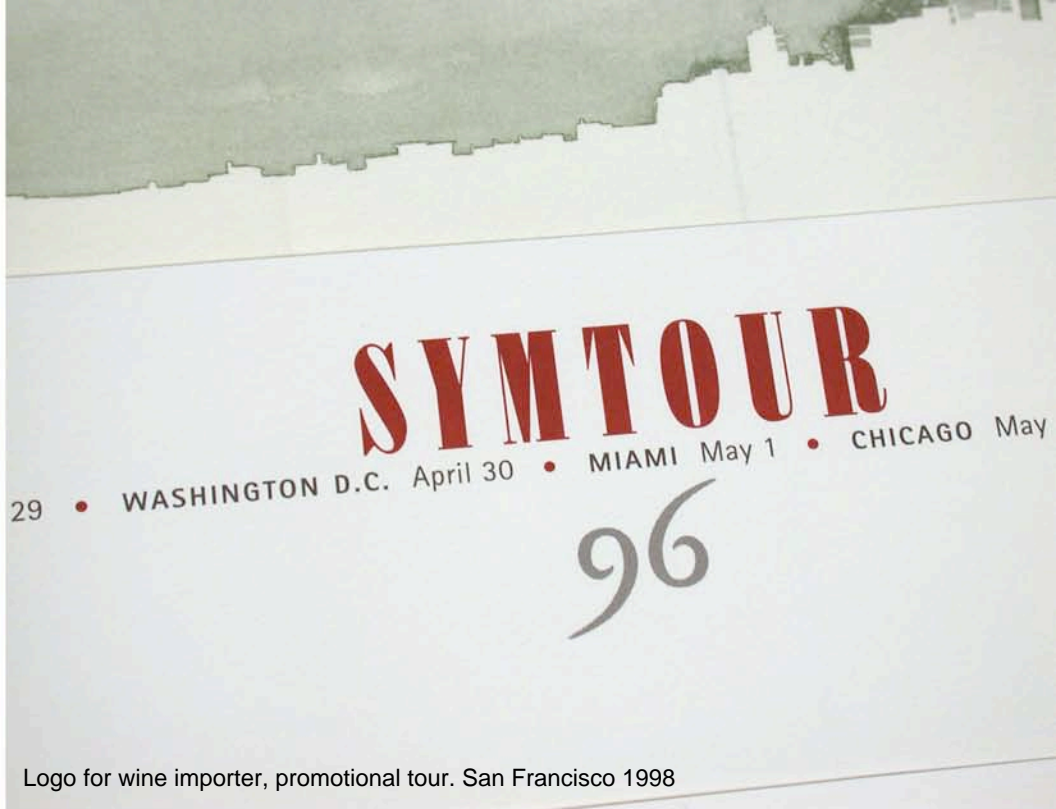 SYMTOUR
29 • WASHINGTON D.C. April 30 • MIAMI May 1 • CHICAGO May
96
Logo for wine importer, promotional tour. San Francisco 1998